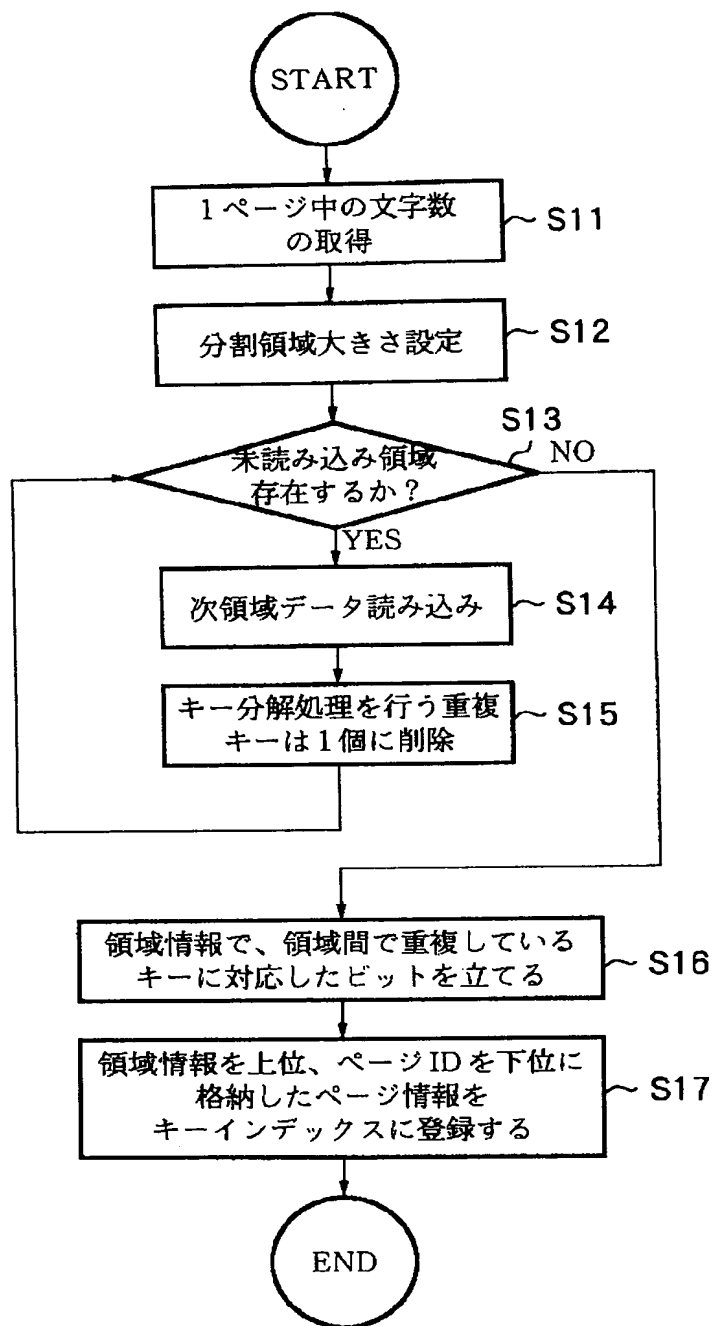 START
1ページ中の文字数
の取得
S11
分割領域大きさ設定
S12
S13
未読み込み領域
存在するか?
NO
YES
次領域データ読み込み
S14
キー分解処理を行う重複
キーは1個に削除
S15
領域情報で、領域間で重複している
キーに対応したビットを立てる
S16
領域情報を上位、ページIDを下位に
格納したページ情報を
キーインデックスに登録する
S17
END